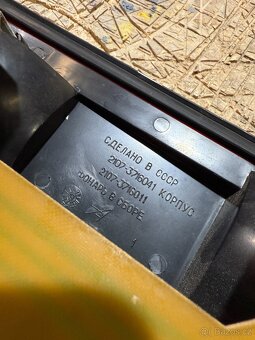 СДЕЛАНО В СССР
2107-3716041 КОРПУС
2107-3716011
ФОНАРЬ В СБОРЕ
1